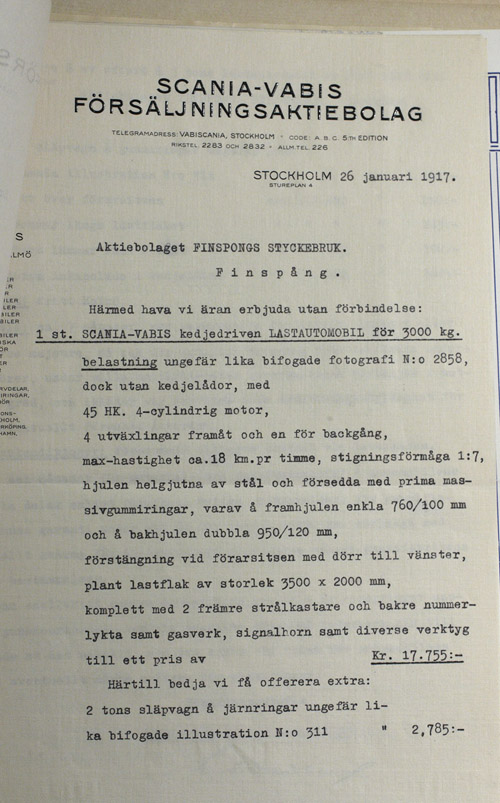 SCANIA-VABIS
FÖRSÄLJNINGSAKTIEBOLAG
TELEGRAMADRESS: VABISCANIA, STOCKHOLM • CODE: A.B.C. 5:TH EDITION
RIKSTEL. 2283 OCH 2832 • ALLM.TEL. 226
STOCKHOLM 26 januari 1917.
STUREPLAN 4
Aktiebolaget FINSPONGS STYCKEBRUK.
Finspång.
Härmed hava vi äran erbjuda utan förbindelse:
1 st. SCANIA-VABIS kedjedriven LASTAUTOMOBIL för 3000 kg.
belastning ungefär lika bifogade fotografi N:o 2858,
dock utan kedjelådor, med
45 HK. 4-cylindrig motor,
4 utväxlingar framåt och en för backgång,
max-hastighet ca.18 km.pr timme, stigningsförmåga 1:7,
hjulen helgjutna av stål och försedda med prima mas-
sivgummiringar, varav å framhjulen enkla 760/100 mm
och å bakhjulen dubbla 950/120 mm,
förstängning vid förarsitsen med dörr till vänster,
plant lastflak av storlek 3500 x 2000 mm,
komplett med 2 främre strålkastare och bakre nummer-
lykta samt gasverk, signalhorn samt diverse verktyg
till ett pris av Kr. 17.755:-
Härtill bedja vi få offerera extra:
2 tons släpvagn å järnringar ungefär li-
ka bifogade illustration N:o 311 " 2,785:-